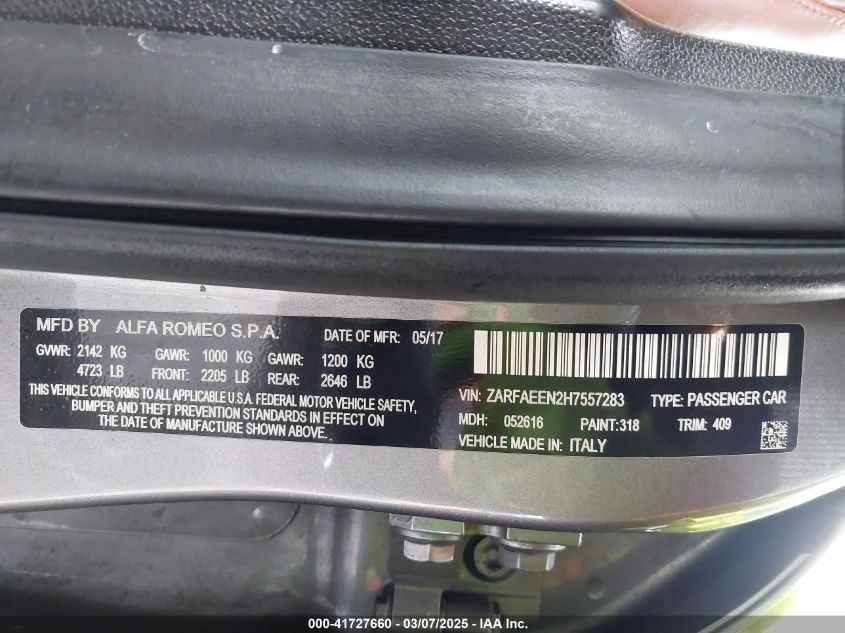 MFD BY ALFA ROMEO S.P.A. DATE OF MFR: 05/17
GVWR: 2142 KG GAWR: 1000 KG GAWR: 1200 KG
4723 LB FRONT: 2205 LB REAR: 2646 LB
THIS VEHICLE CONFORMS TO ALL APPLICABLE U.S.A. FEDERAL MOTOR VEHICLE SAFETY,
BUMPER AND THEFT PREVENTION STANDARDS IN EFFECT ON
THE DATE OF MANUFACTURE SHOWN ABOVE.
VIN: ZARFAEEN2H7557283 TYPE: PASSENGER CAR
MDH: 052616 PAINT:318 TRIM: 409
VEHICLE MADE IN: ITALY
000-41727660 - 03/07/2025 - IAA Inc.